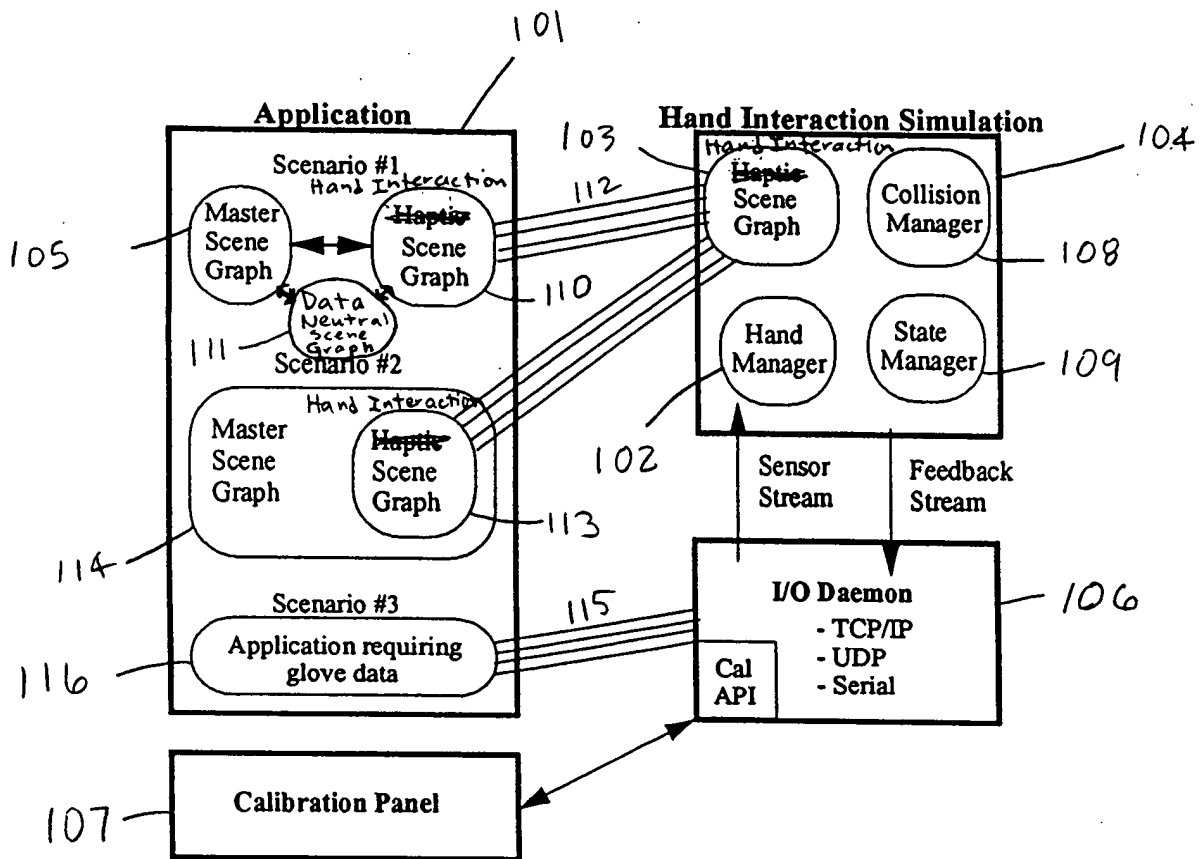 101
Application
Hand Interaction Simulation
103
104
Scenario #1
Hand Interaction
Hand Interaction
112
Master
Scene
Graph
Haptic
Scene
Graph
Haptic
Scene
Graph
Collision
Manager
105
110
108
Data
Neutral
Scene
Graph
111
Scenario #2
Hand
Manager
State
Manager
109
Hand Interaction
Master
Scene
Graph
Haptic
Scene
Graph
102
Sensor
Stream
Feedback
Stream
113
114
Scenario #3
115
I/O Daemon
106
- TCP/IP
- UDP
- Serial
Application requiring
glove data
116
Cal
API
Calibration Panel
107